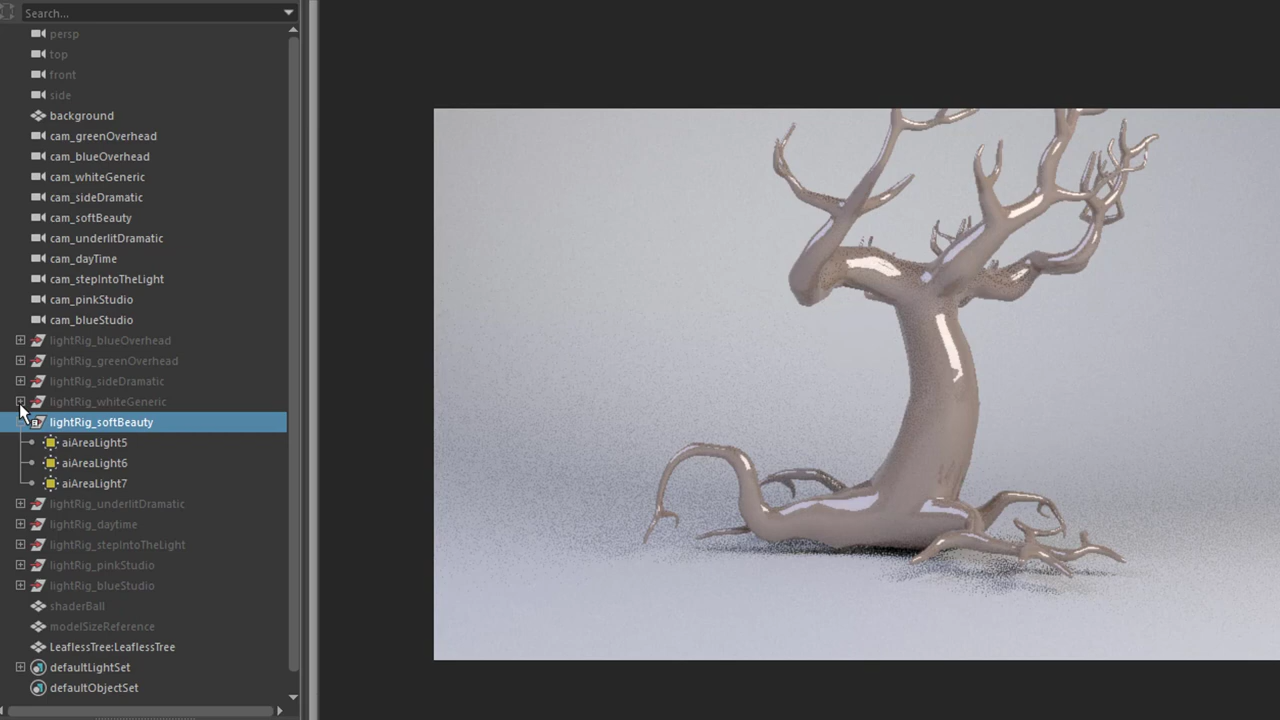 Search...
persp
top
front
side
background
cam_greenOverhead
cam_blueOverhead
cam_whiteGeneric
cam_sideDramatic
cam_softBeauty
cam_underlitDramatic
cam_dayTime
cam_stepIntoTheLight
cam_pinkStudio
cam_blueStudio
lightRig_blueOverhead
lightRig_greenOverhead
lightRig_sideDramatic
lightRig_whiteGeneric
lightRig_softBeauty
aiAreaLight5
aiAreaLight6
aiAreaLight7
lightRig_underlitDramatic
lightRig_daytime
lightRig_stepIntoTheLight
lightRig_pinkStudio
lightRig_blueStudio
shaderBall
modelSizeReference
LeaflessTree:LeaflessTree
defaultLightSet
defaultObjectSet